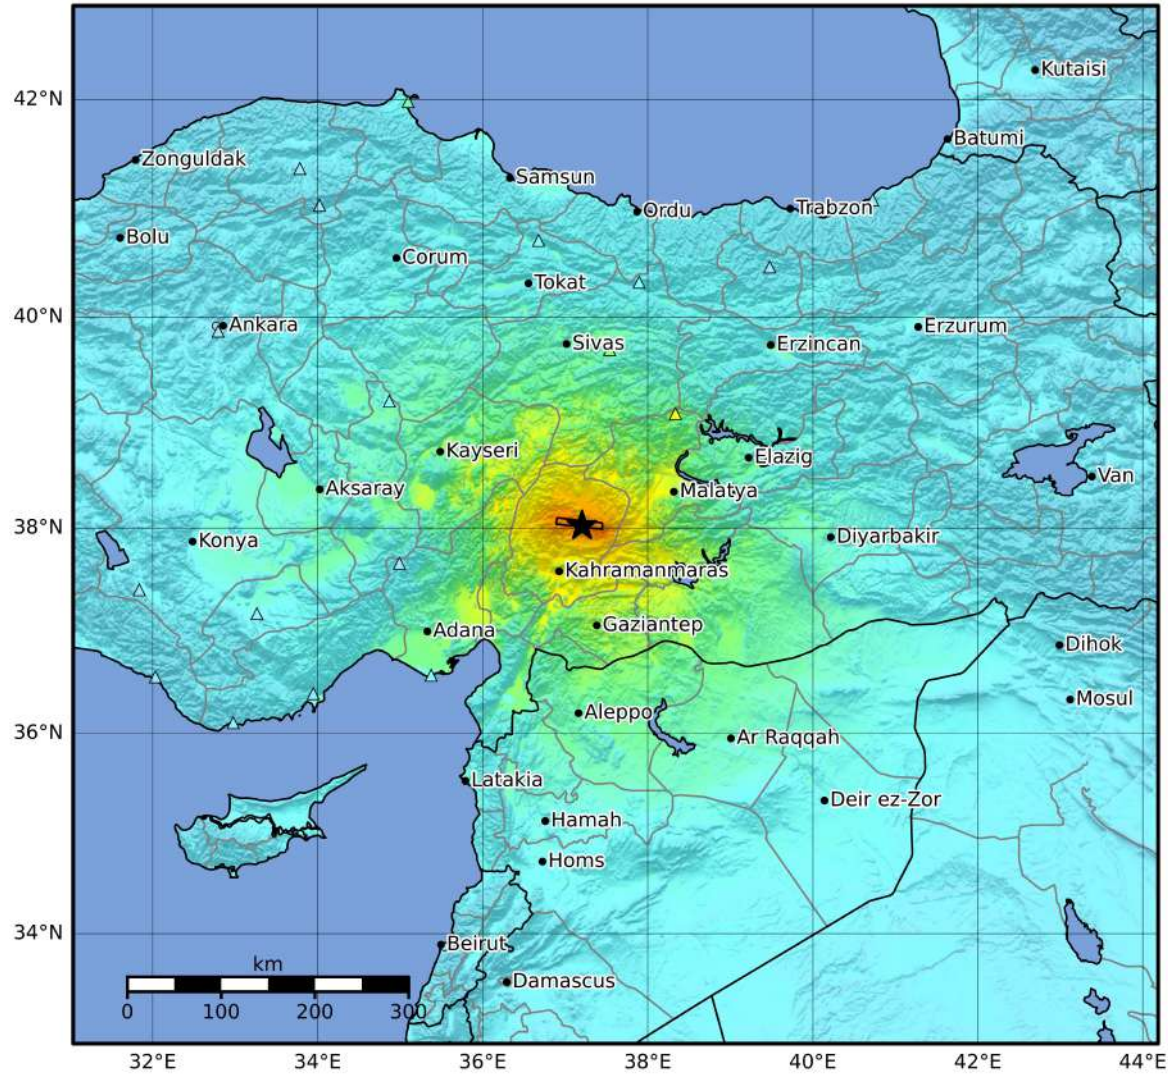 Kutaisi
42°N
Batumi
Zonguldak
Samsun
Ordu
Trabzon
Bolu
Corum
Tokat
40°N
Ankara
Erzurum
Sivas
Erzincan
Kayseri
Elazig
Van
Aksaray
Malatya
38°N
Konya
Diyarbakir
Kahramanmaras
Adana
Gaziantep
Dihok
Mosul
Aleppo
36°N
Ar Raqqah
Latakia
Deir ez-Zor
Hamah
Homs
34°N
Beirut
km
Damascus
0 100 200 300
32°E 34°E 36°E 38°E 40°E 42°E 44°E